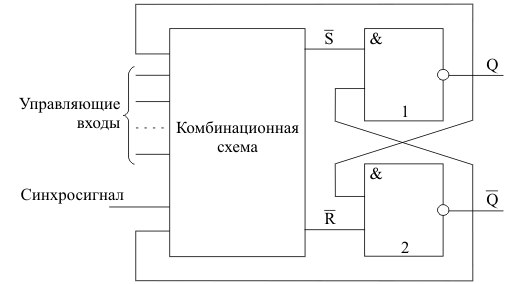 S̅
&
Q
1
Управляющие
входы
Комбинационная
схема
&
Синхросигнал
R̅
Q̅
2